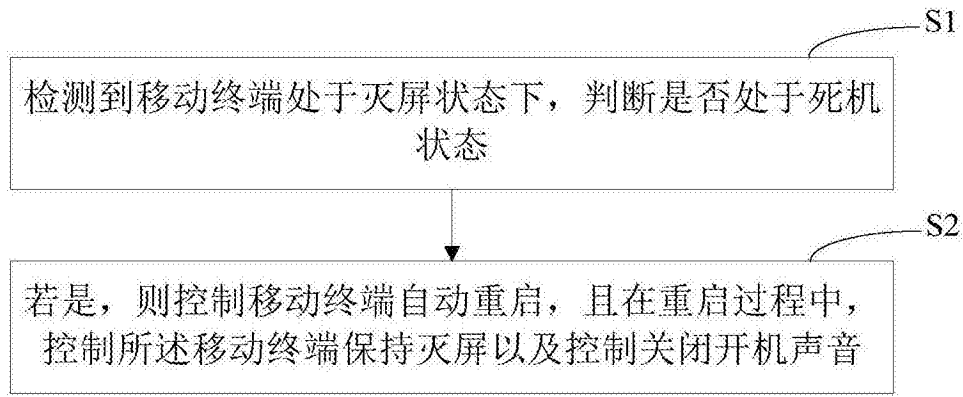 S1
检测到移动终端处于灭屏状态下，判断是否处于死机
状态
S2
若是，则控制移动终端自动重启，且在重启过程中，
控制所述移动终端保持灭屏以及控制关闭开机声音